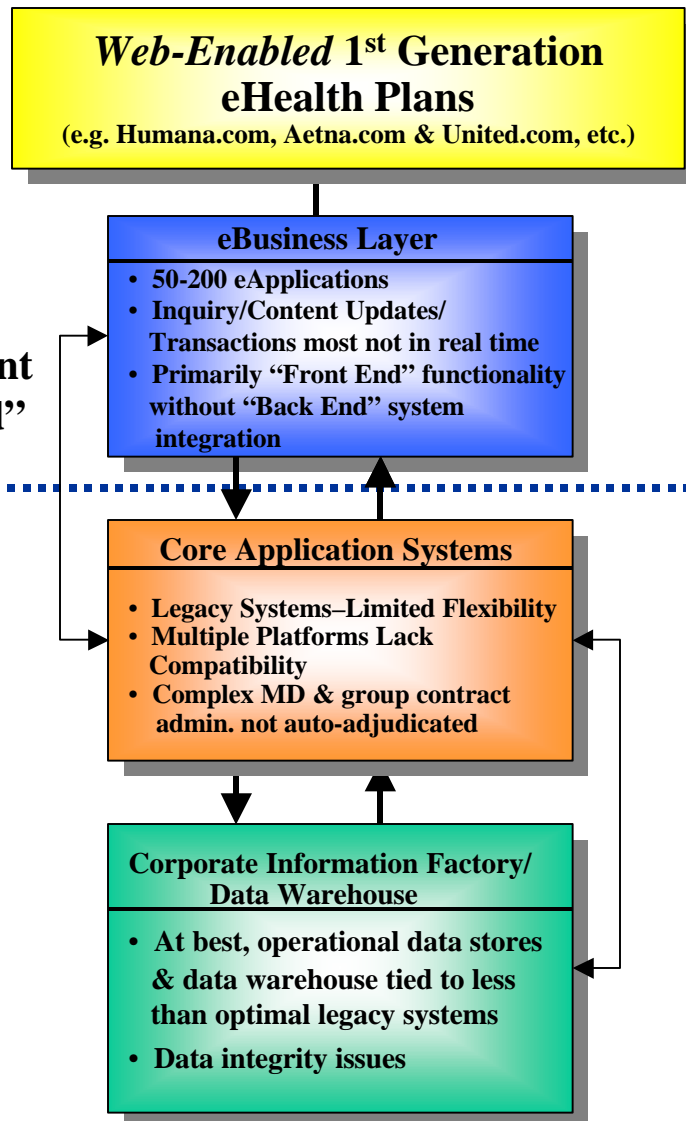 Web-Enabled 1st Generation
eHealth Plans
(e.g. Humana.com, Aetna.com & United.com, etc.)
eBusiness Layer
• 50-200 eApplications
• Inquiry/Content Updates/
Transactions most not in real time
• Primarily “Front End” functionality
without “Back End” system
integration
Core Application Systems
• Legacy Systems–Limited Flexibility
• Multiple Platforms Lack
Compatibility
• Complex MD & group contract
admin. not auto-adjudicated
Corporate Information Factory/
Data Warehouse
• At best, operational data stores
& data warehouse tied to less
than optimal legacy systems
• Data integrity issues